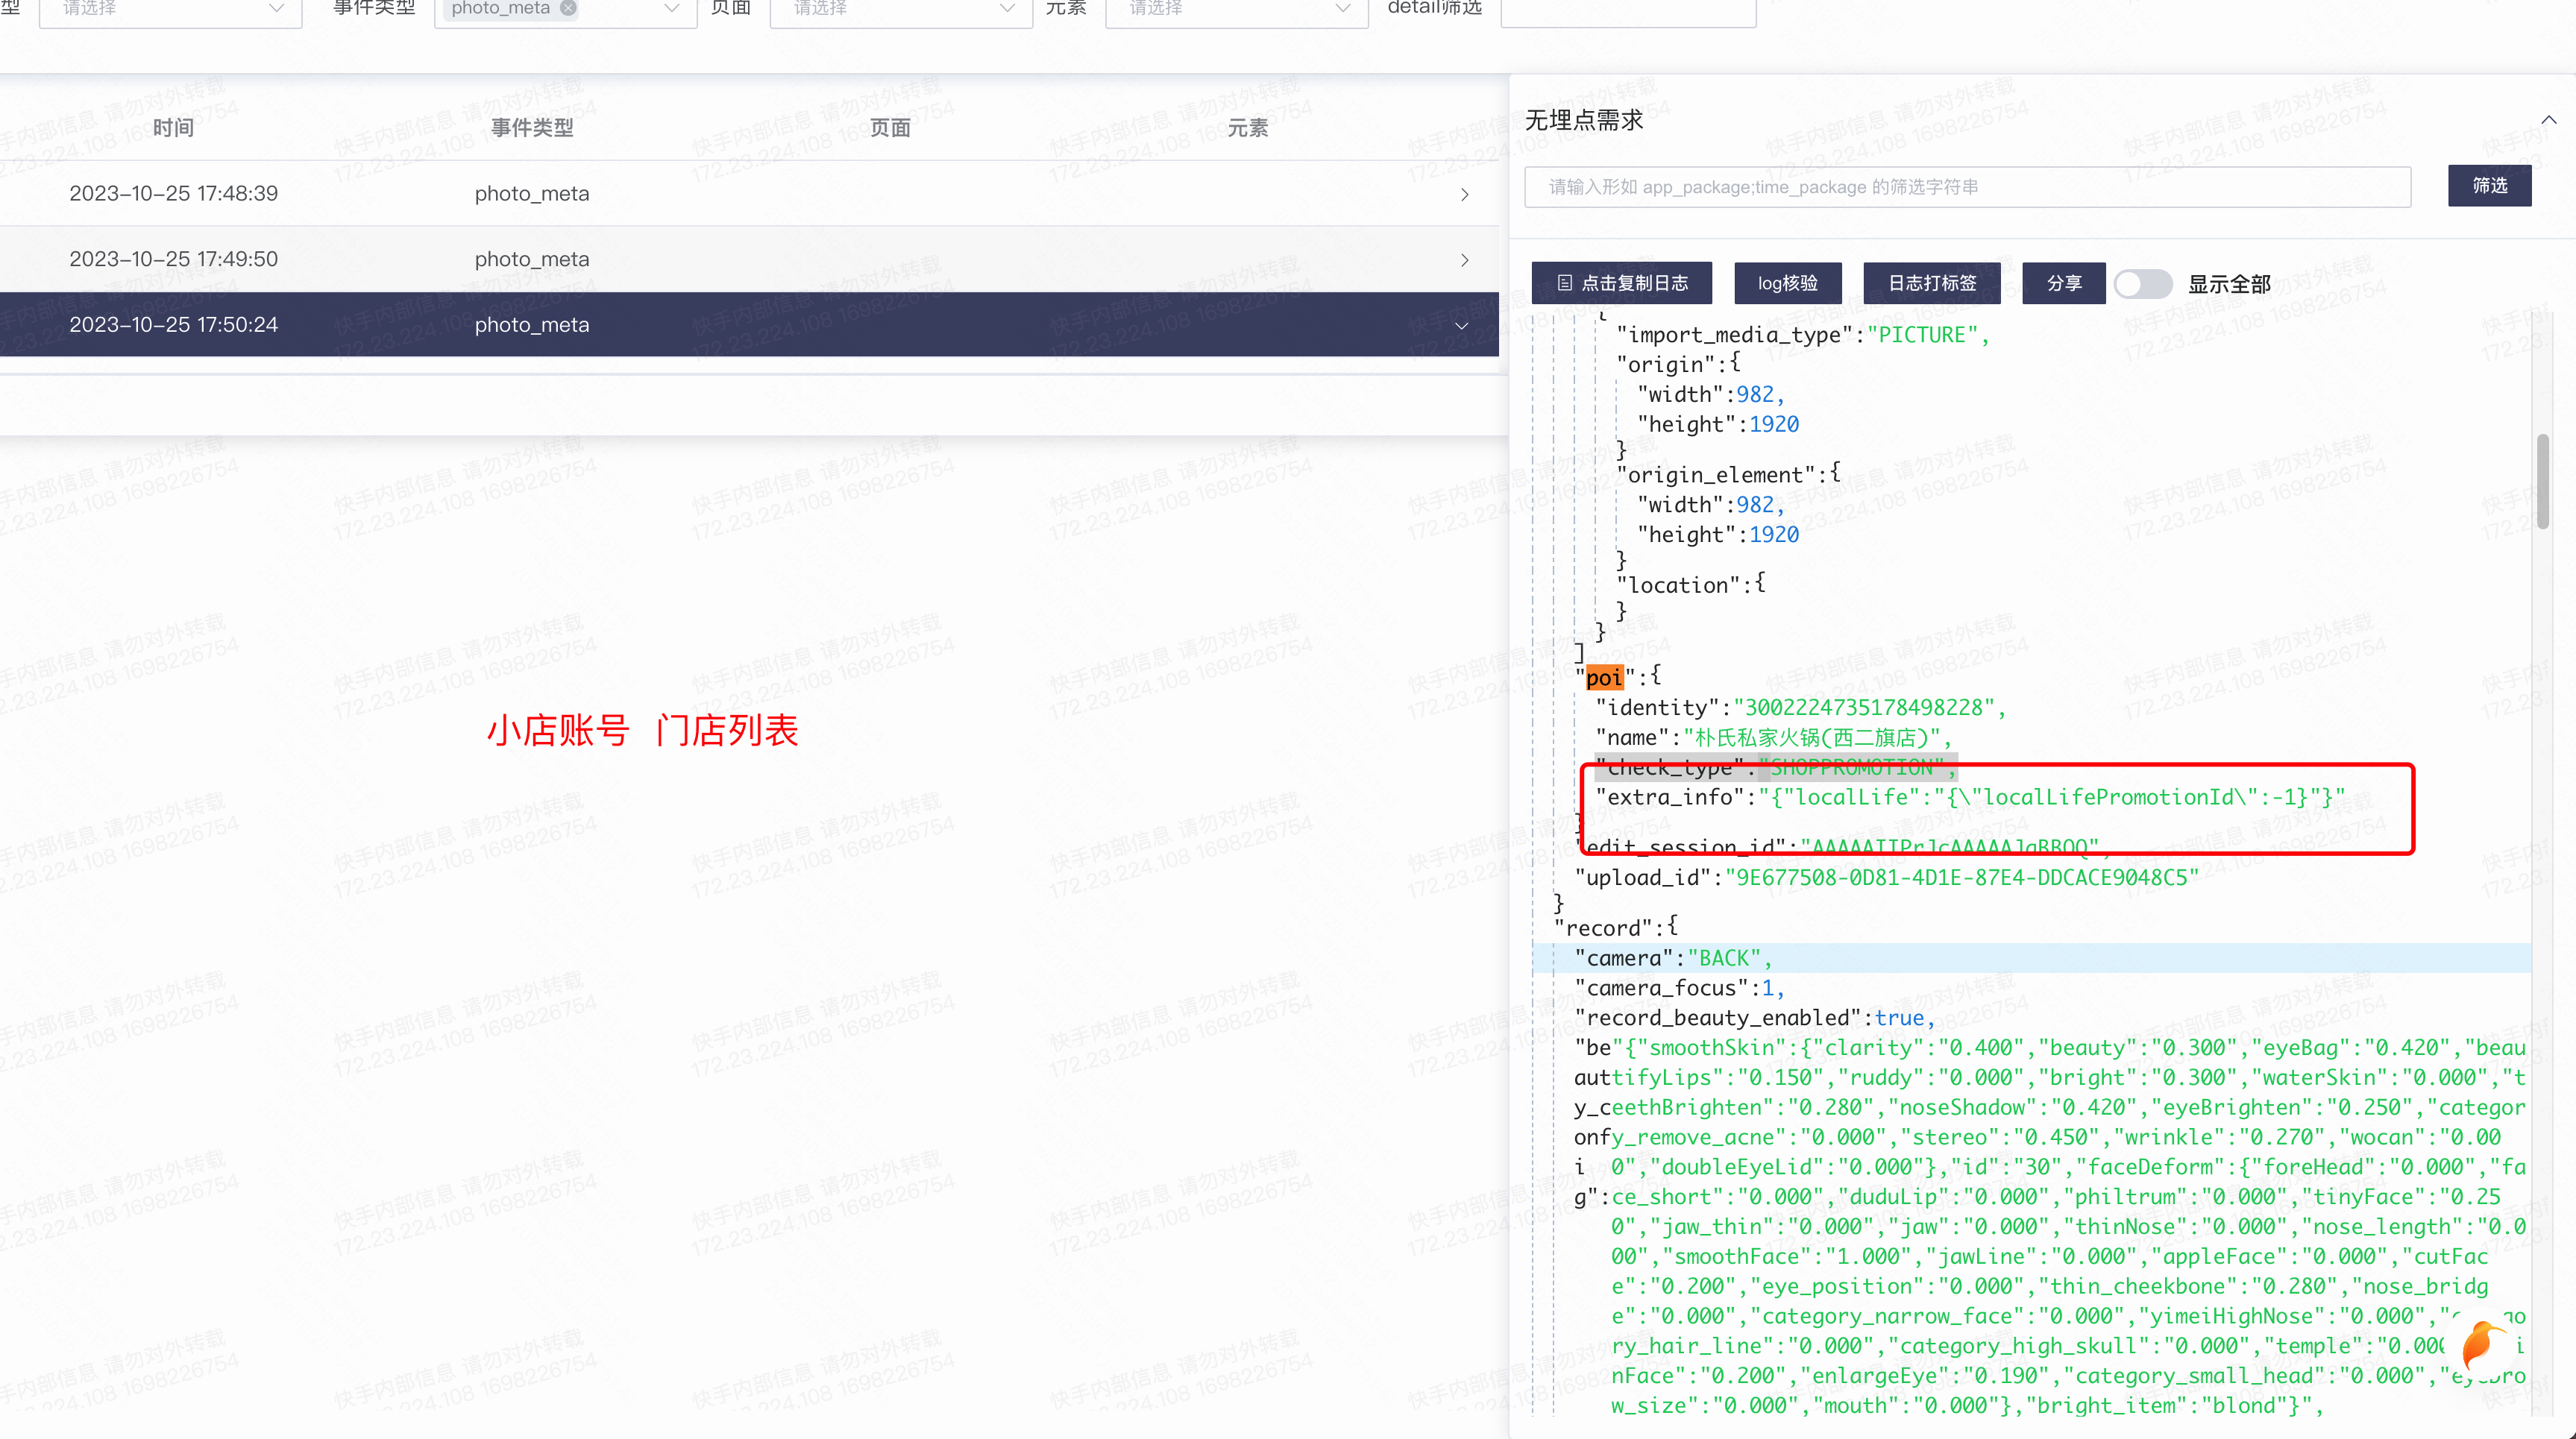 型 请选择 事件类型 photo_meta 页面 请选择 元素 请选择 detail筛选
时间 事件类型 页面 元素
2023-10-25 17:48:39 photo_meta
2023-10-25 17:49:50 photo_meta
2023-10-25 17:50:24 photo_meta
小店账号 门店列表
无埋点需求
请输入形如 app_package;time_package 的筛选字符串 筛选
点击复制日志 log核验 日志打标签 分享 显示全部
{
"import_media_type":"PICTURE",
"origin":{
"width":982,
"height":1920
}
"origin_element":{
"width":982,
"height":1920
}
"location":{
}
}
]
"poi":{
"identity":"3002224735178498228",
"name":"朴氏私家火锅(西二旗店)",
"check_type":"SHOPPROMOTION",
"extra_info":"{"localLife":"{\"localLifePromotionId\":-1}"}"
}
"edit_session_id":"AAAAAIIPrJcAAAAAJqBBQQ",
"upload_id":"9E677508-0D81-4D1E-87E4-DDCACE9048C5"
}
"record":{
"camera":"BACK",
"camera_focus":1,
"record_beauty_enabled":true,
"be"{"smoothSkin":{"clarity":"0.400","beauty":"0.300","eyeBag":"0.420","beau
auttifyLips":"0.150","ruddy":"0.000","bright":"0.300","waterSkin":"0.000","t
y_ceethBrighten":"0.280","noseShadow":"0.420","eyeBrighten":"0.250","categor
onfy_remove_acne":"0.000","stereo":"0.450","wrinkle":"0.270","wocan":"0.00
i 0","doubleEyeLid":"0.000"},"id":"30","faceDeform":{"foreHead":"0.000","fa
g":ce_short":"0.000","duduLip":"0.000","philtrum":"0.000","tinyFace":"0.25
0","jaw_thin":"0.000","jaw":"0.000","thinNose":"0.000","nose_length":"0.0
00","smoothFace":"1.000","jawLine":"0.000","appleFace":"0.000","cutFac
e":"0.200","eye_position":"0.000","thin_cheekbone":"0.280","nose_bridg
e":"0.000","category_narrow_face":"0.000","yimeiHighNose":"0.000","
ry_hair_line":"0.000","category_high_skull":"0.000","temple":"0.00
nFace":"0.200","enlargeEye":"0.190","category_small_head":"0.000","eyebro
w_size":"0.000","mouth":"0.000"},"bright_item":"blond"}",
快手内部信息 请勿对外转载
172.23.224.108 1698226754